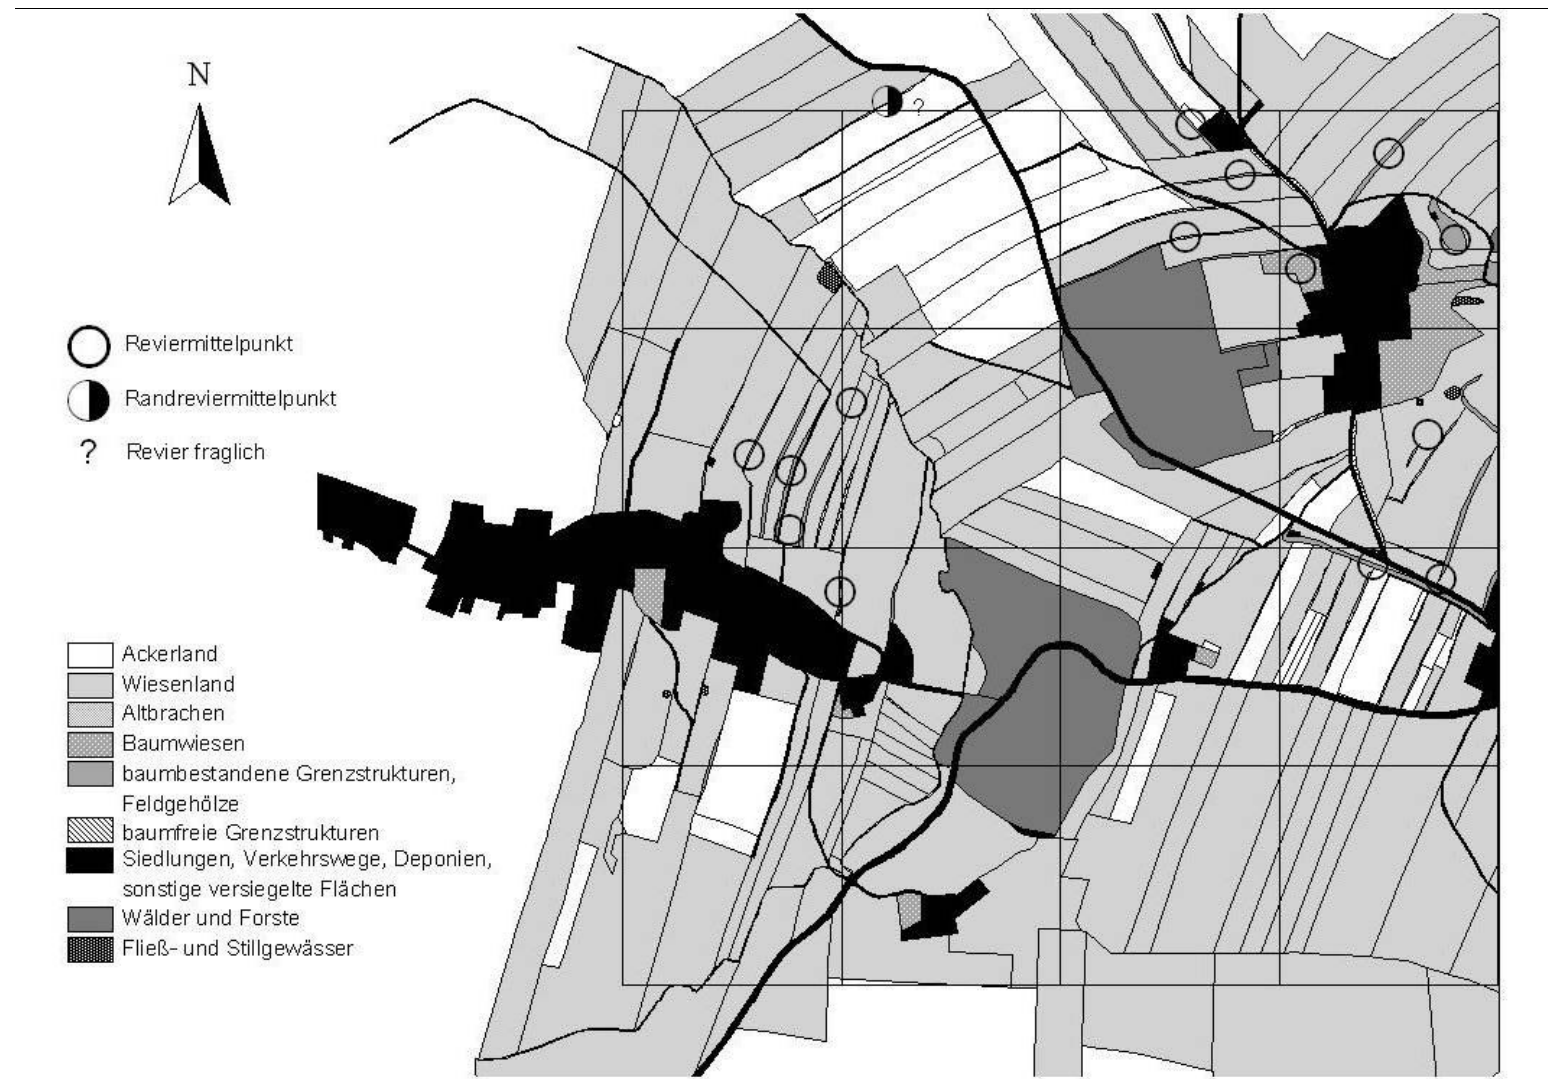 N
?
Reviermittelpunkt
Randreviermittelpunkt
? Revier fraglich
Ackerland
Wiesenland
Altbrachen
Baumwiesen
baumbestandene Grenzstrukturen,
Feldgehölze
baumfreie Grenzstrukturen
Siedlungen, Verkehrswege, Deponien,
sonstige versiegelte Flächen
Wälder und Forste
Fließ- und Stillgewässer